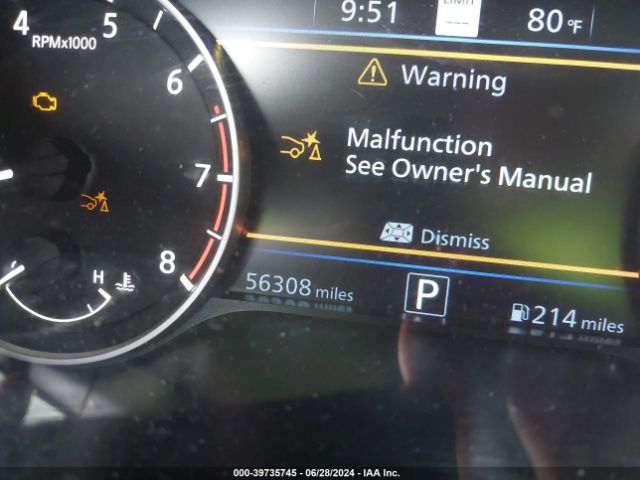 9:51
LIMIT
---
80°F
4
5
RPMx1000
6
7
8
H
Warning
Malfunction
See Owner's Manual
Dismiss
56308 miles
P
214 miles
000-39735745 / 06/28/2024 - IAA Inc.